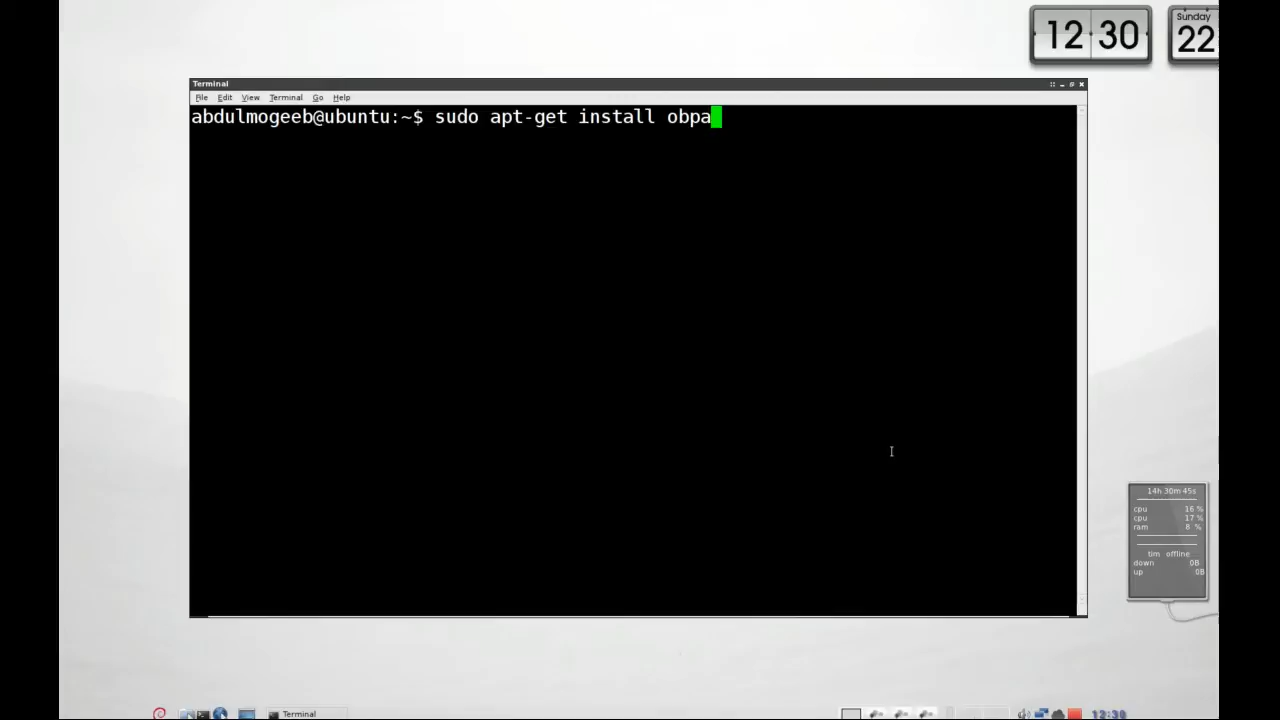 12 30
Sunday
22
Terminal
File Edit View Terminal Go Help
abdulmogeeb@ubuntu:~$ sudo apt-get install obpa
14h 30m 45s
cpu 16 %
cpu 17 %
ram 8 %
tim offline
down 0B
up 0B
Terminal
12:30